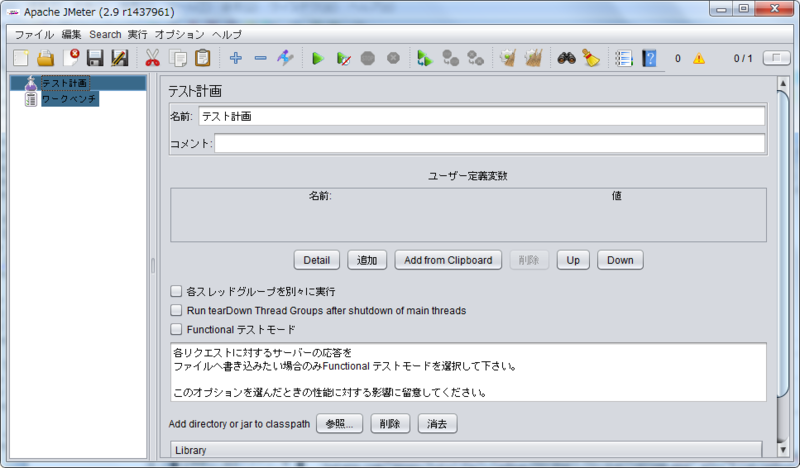 Apache JMeter (2.9 r1437961)
ファイル 編集 Search 実行 オプション ヘルプ
0 0 / 1
テスト計画
ワークベンチ
テスト計画
名前: テスト計画
コメント:
ユーザー定義変数
名前: 値
Detail 追加 Add from Clipboard 削除 Up Down
各スレッドグループを別々に実行
Run tearDown Thread Groups after shutdown of main threads
Functional テストモード
各リクエストに対するサーバーの応答を
ファイルへ書き込みたい場合のみFunctional テストモードを選択して下さい。
このオプションを選んだときの性能に対する影響に留意してください。
Add directory or jar to classpath 参照... 削除 消去
Library